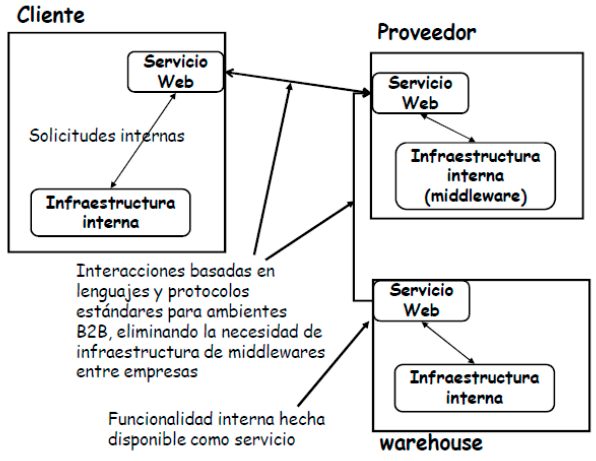 Cliente
Servicio
Web
Solicitudes internas
Infraestructura
interna
Proveedor
Servicio
Web
Infraestructura
interna
(middleware)
Interacciones basadas en
lenguajes y protocolos
estándares para ambientes
B2B, eliminando la necesidad de
infraestructura de middlewares
entre empresas
Servicio
Web
Infraestructura
interna
Funcionalidad interna hecha
disponible como servicio
warehouse